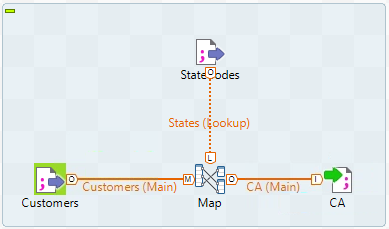 StateCodes
O
States (Lookup)
L
O Customers (Main) M
O CA (Main) I
Customers
Map
CA